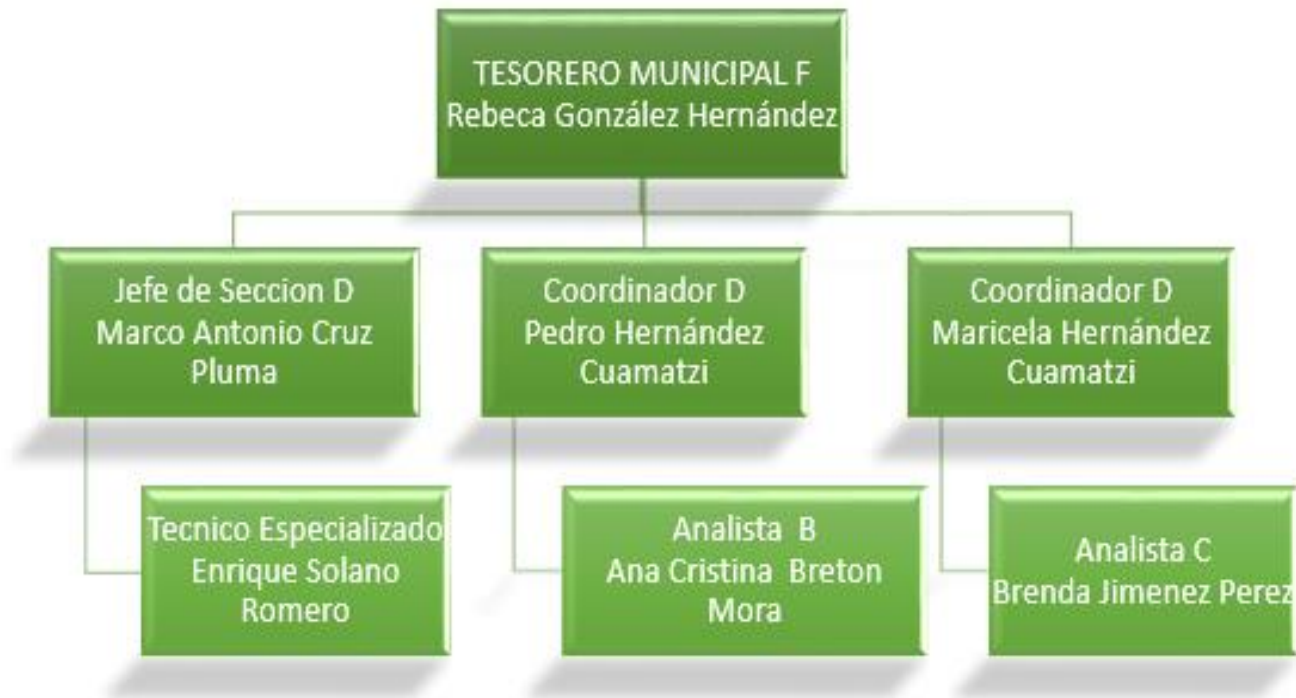 TESORERO MUNICIPAL F
Rebeca González Hernández
Jefe de Seccion D
Marco Antonio Cruz
Pluma
Coordinador D
Pedro Hernández
Cuamatzi
Coordinador D
Maricela Hernández
Cuamatzi
Tecnico Especializado
Enrique Solano
Romero
Analista B
Ana Cristina Breton
Mora
Analista C
Brenda Jimenez Perez